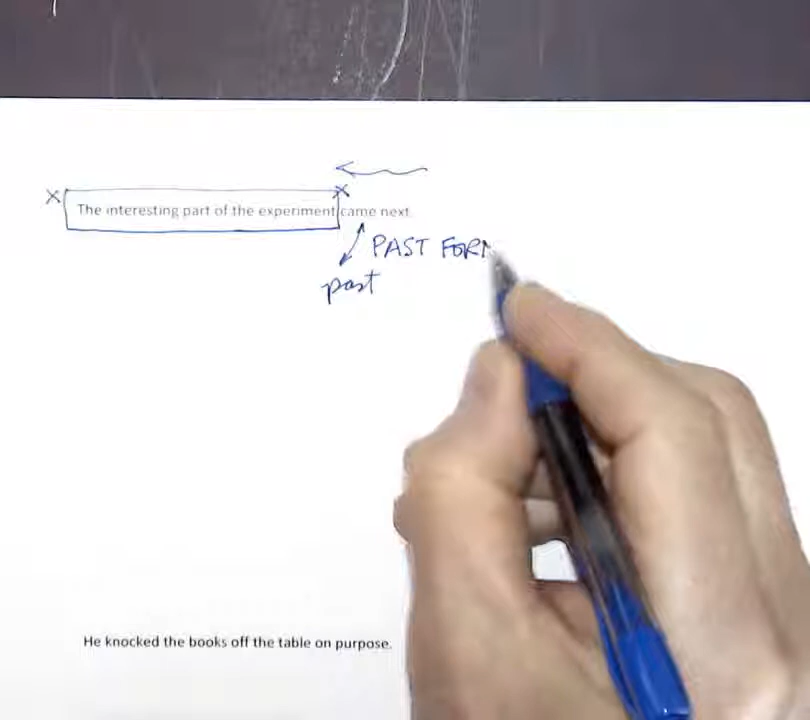 The interesting part of the experiment came next.
PAST FORM
past
He knocked the books off the table on purpose.